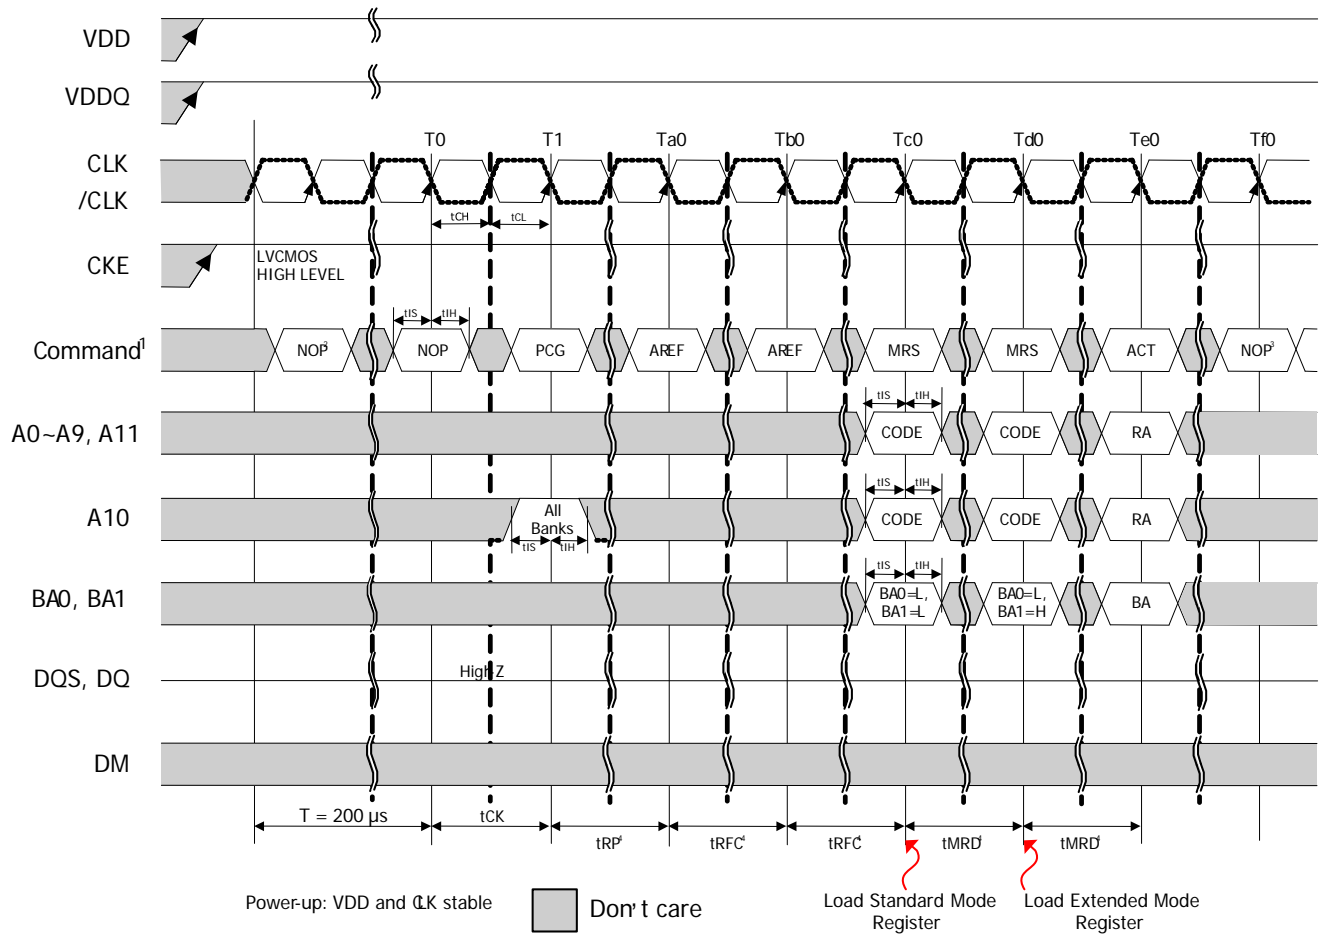 VDD
VDDQ
T0 T1 Ta0 Tb0 Tc0 Td0 Te0 Tf0
CLK
/CLK
tCH tCL
CKE
LVCMOS
HIGH LEVEL
tIS tIH
Command¹ NOP² NOP PCG AREF AREF MRS MRS ACT NOP³
tIS tIH
A0~A9, A11 CODE CODE RA
tIS tIH
A10 All Banks CODE CODE RA
tIS tIH
tIS tIH
BA0, BA1 BA0=L, BA1=L BA0=L, BA1=H BA
DQS, DQ High-Z
DM
T = 200 µs tCK tRP⁴ tRFC⁴ tRFC⁴ tMRD⁴ tMRD⁴
Power-up: VDD and CLK stable
Don't care
Load Standard Mode
Register
Load Extended Mode
Register